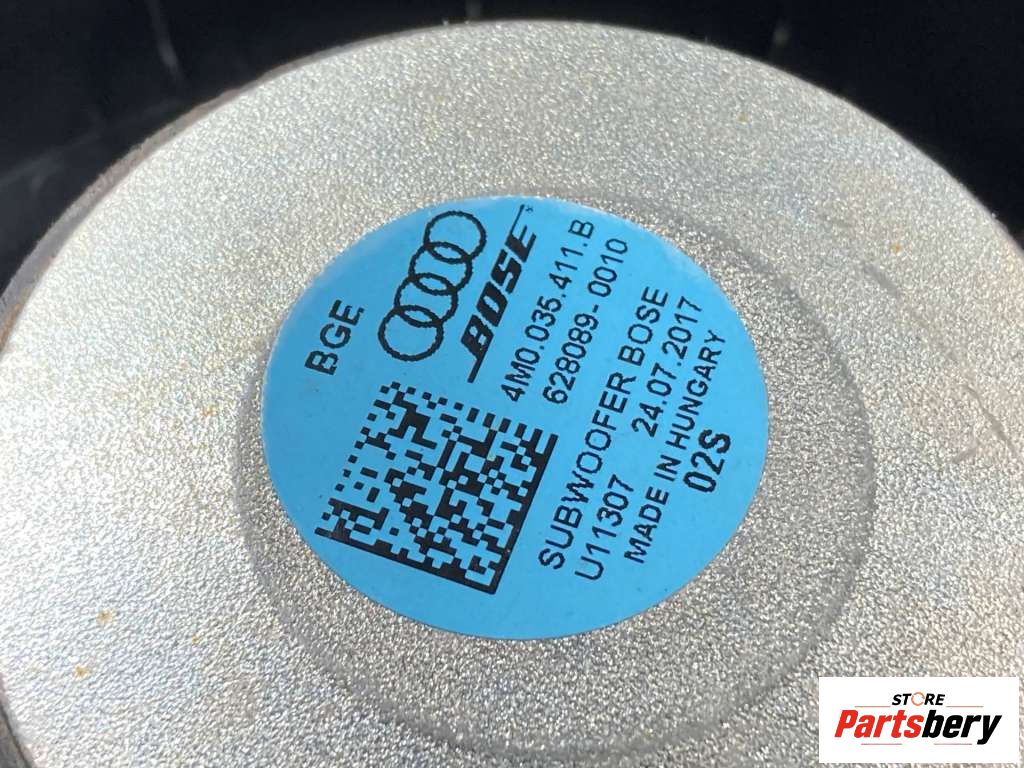 BGE
BOSE
4M0.035.411.B
628089-0010
SUBWOOFER BOSE
U11307 24.07.2017
MADE IN HUNGARY
02S
STORE
Partsbery